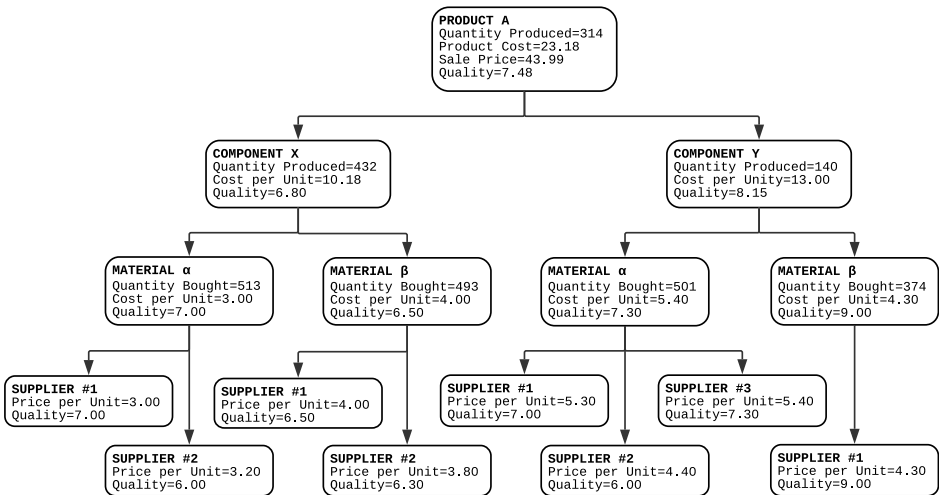 PRODUCT A
Quantity Produced=314
Product Cost=23.18
Sale Price=43.99
Quality=7.48
COMPONENT X
Quantity Produced=432
Cost per Unit=10.18
Quality=6.80
COMPONENT Y
Quantity Produced=140
Cost per Unity=13.00
Quality=8.15
MATERIAL α
Quantity Bought=513
Cost per Unit=3.00
Quality=7.00
MATERIAL β
Quantity Bought=493
Cost per Unit=4.00
Quality=6.50
MATERIAL α
Quantity Bought=501
Cost per Unit=5.40
Quality=7.30
MATERIAL β
Quantity Bought=374
Cost per Unit=4.30
Quality=9.00
SUPPLIER #1
Price per Unit=3.00
Quality=7.00
SUPPLIER #1
Price per Unit=4.00
Quality=6.50
SUPPLIER #1
Price per Unit=5.30
Quality=7.00
SUPPLIER #3
Price per Unit=5.40
Quality=7.30
SUPPLIER #2
Price per Unit=3.20
Quality=6.00
SUPPLIER #2
Price per Unit=3.80
Quality=6.30
SUPPLIER #2
Price per Unit=4.40
Quality=6.00
SUPPLIER #1
Price per Unit=4.30
Quality=9.00